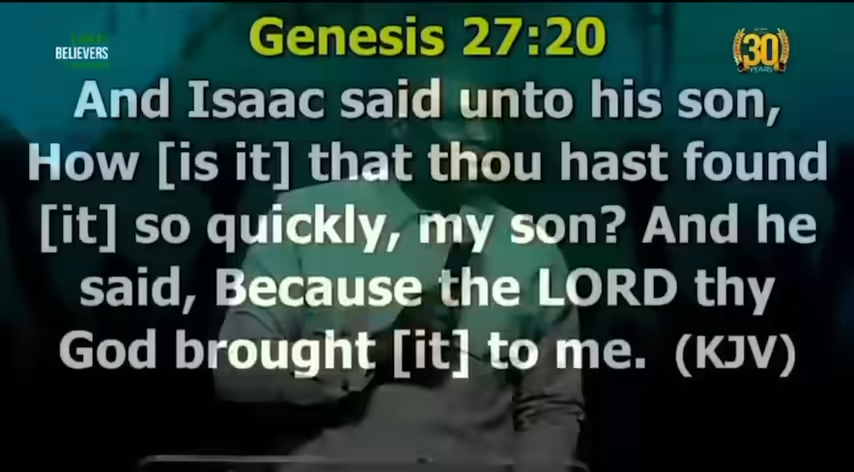 Genesis 27:20
BELIEVERS
30
YEARS
And Isaac said unto his son,
How [is it] that thou hast found
[it] so quickly, my son? And he
said, Because the LORD thy
God brought [it] to me. (KJV)